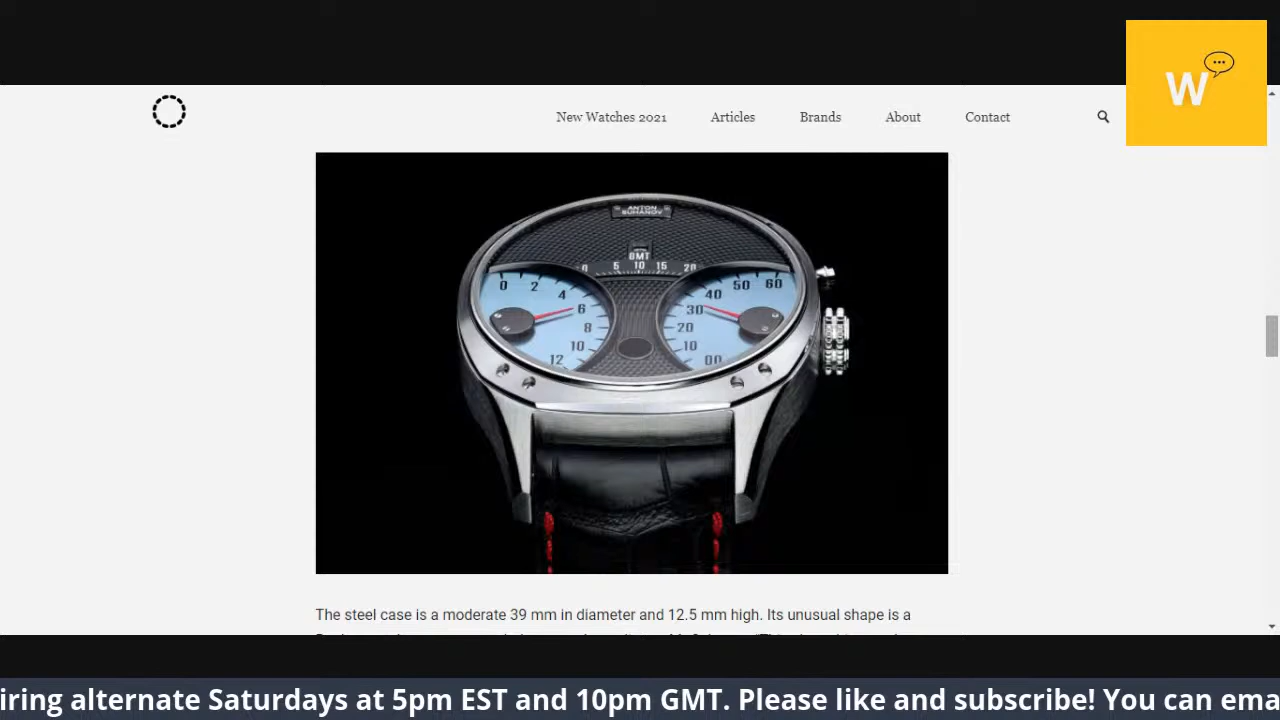 W
New Watches 2021 Articles Brands About Contact
ANTON
SUHANOV
GMT
0 5 10 15 20
0 2 4 6 8 10 12
60 50 40 30 20 10 00
The steel case is a moderate 39 mm in diameter and 12.5 mm high. Its unusual shape is a
iring alternate Saturdays at 5pm EST and 10pm GMT. Please like and subscribe! You can ema